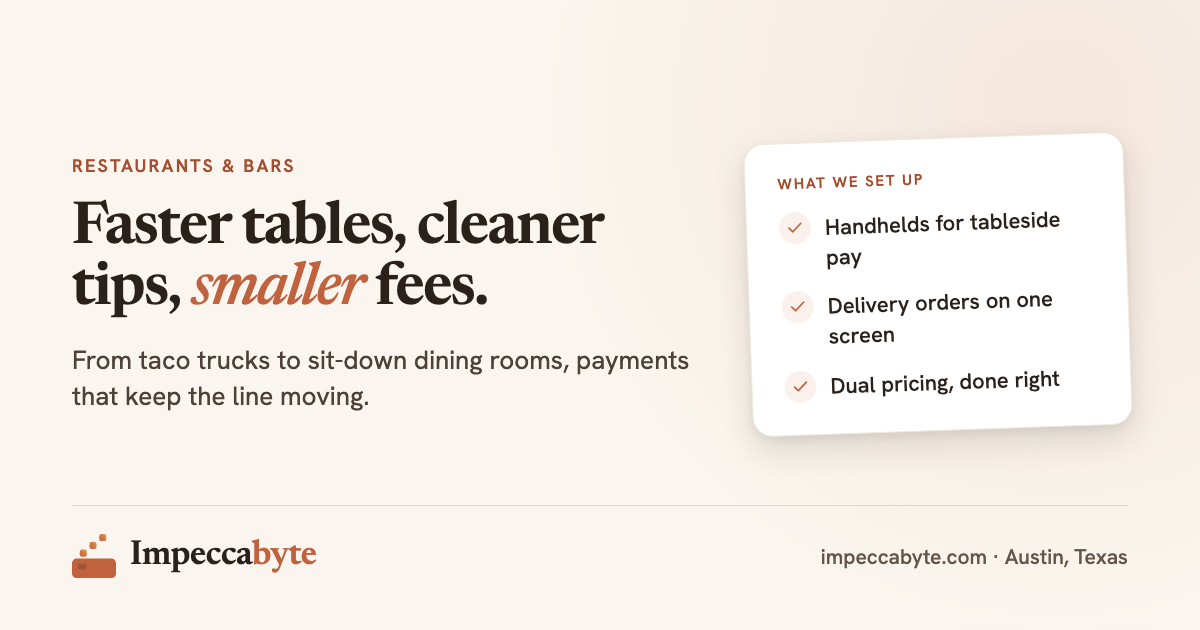 RESTAURANTS & BARS
Faster tables, cleaner
tips, smaller fees.
From taco trucks to sit-down dining rooms, payments
that keep the line moving.
WHAT WE SET UP
Handhelds for tableside
pay
Delivery orders on one
screen
Dual pricing, done right
Impeccabyte
impeccabyte.com · Austin, Texas